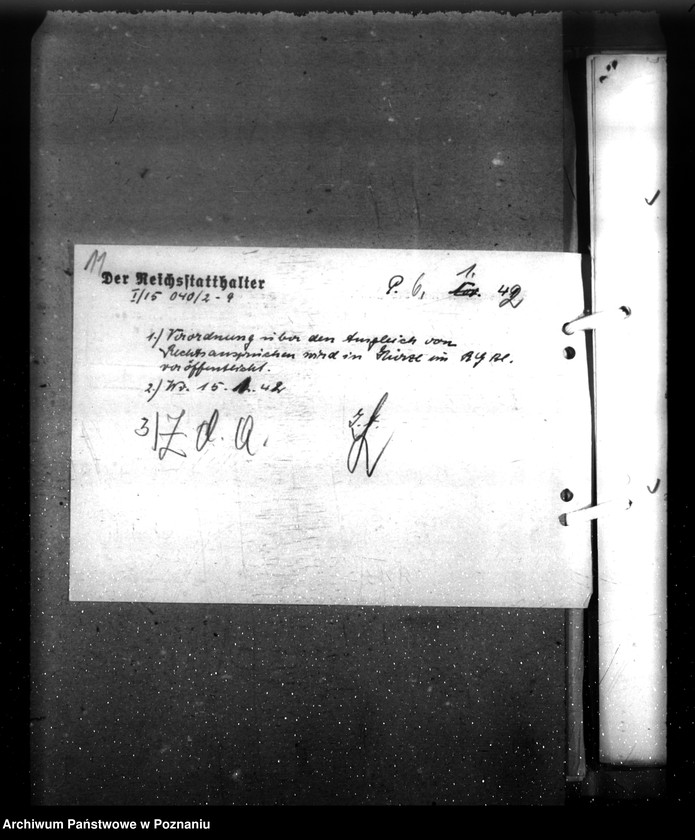 11
Der Reichsstatthalter
I/15 040/2-9
P. 6. 1. 42
1.) Verordnung über den Ausgleich von
Rechtsansprüchen wird in Kürze im RGBl.
veröffentlicht.
2.) Wv. 15. 1. 42
3) Z. d. A.
Archiwum Państwowe w Poznaniu